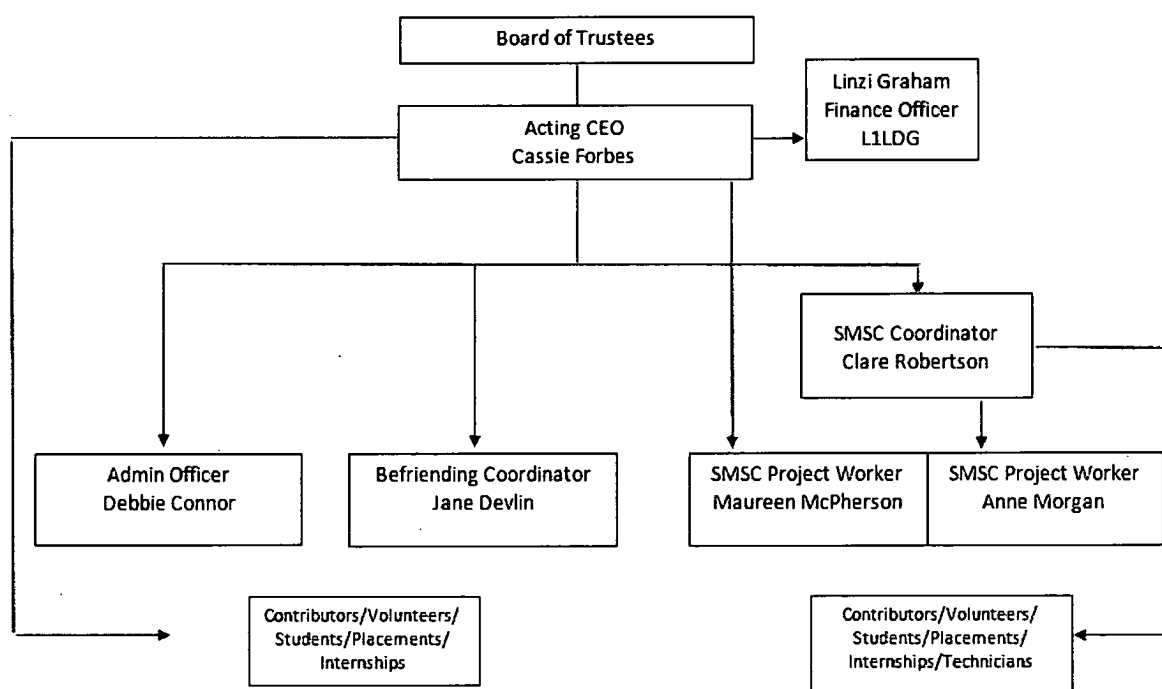 Board of Trustees
Linzi Graham
Finance Officer
L1LDG
Acting CEO
Cassie Forbes
SMSC Coordinator
Clare Robertson
Admin Officer
Debbie Connor
Befriending Coordinator
Jane Devlin
SMSC Project Worker
Maureen McPherson
SMSC Project Worker
Anne Morgan
Contributors/Volunteers/
Students/Placements/
Internships
Contributors/Volunteers/
Students/Placements/
Internships/Technicians